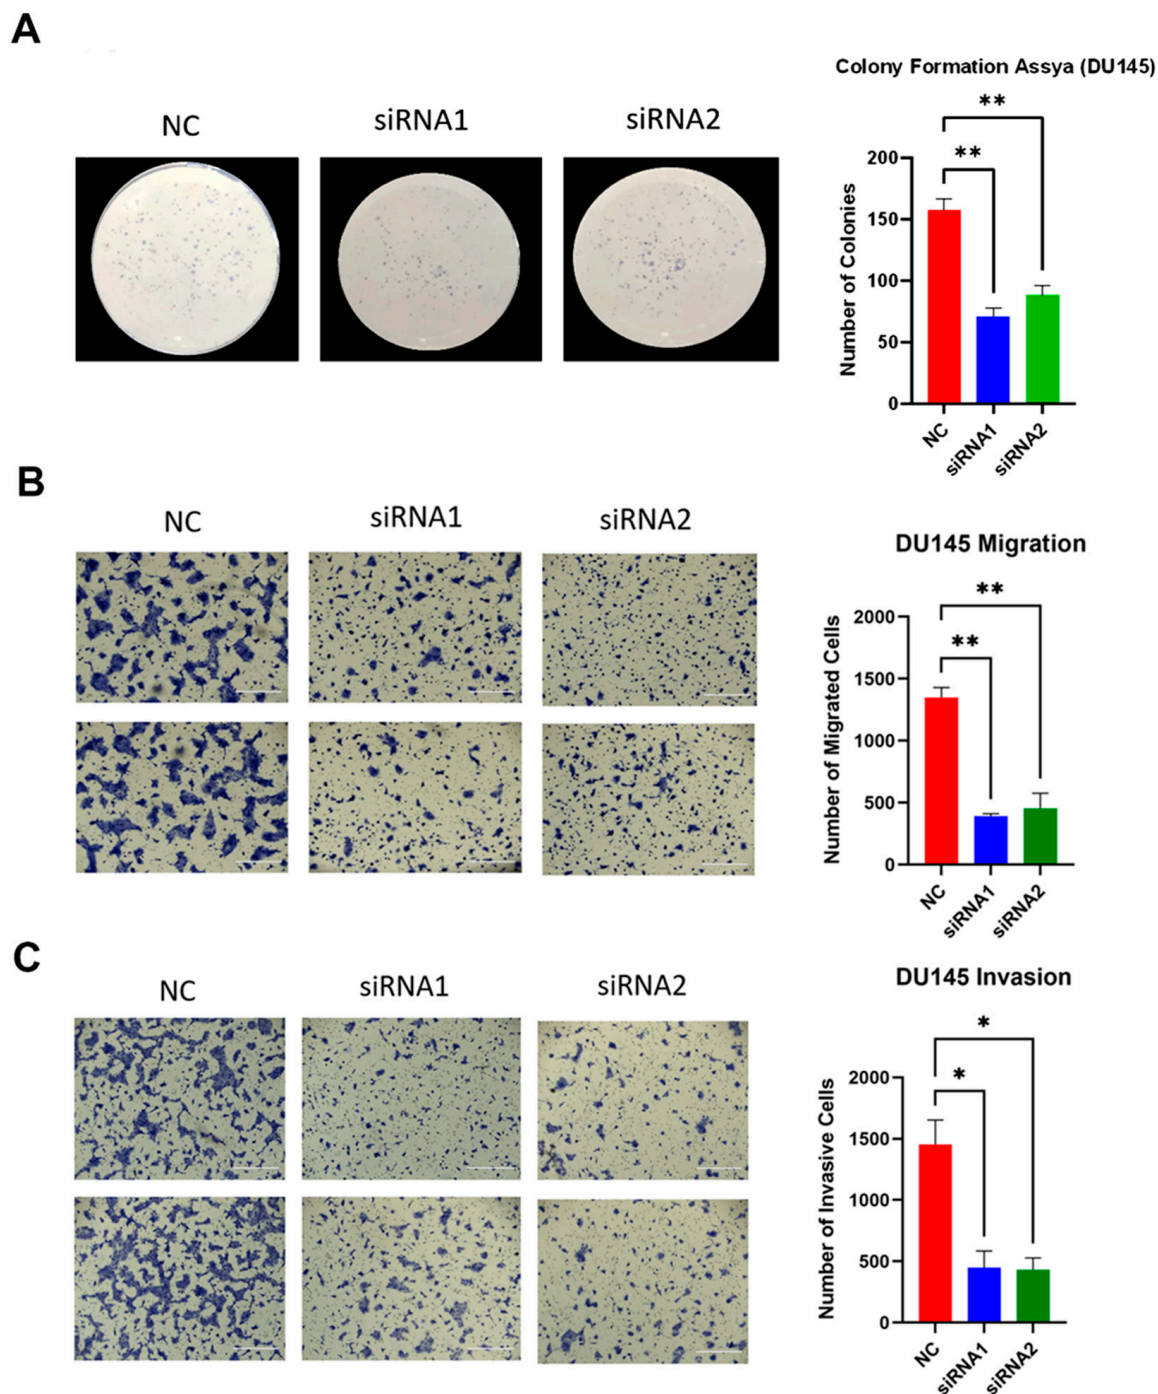 A
NC
siRNA1
siRNA2
Colony Formation Assya (DU145)
**
**
200
150
100
50
0
Number of Colonies
NC
siRNA1
siRNA2
B
NC
siRNA1
siRNA2
DU145 Migration
**
**
2000
1500
1000
500
0
Number of Migrated Cells
NC
siRNA1
siRNA2
C
NC
siRNA1
siRNA2
DU145 Invasion
*
*
2000
1500
1000
500
0
Number of Invasive Cells
NC
siRNA1
siRNA2